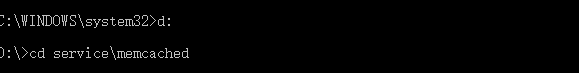 C:\WINDOWS\system32>d:
D:\>cd service\memcached